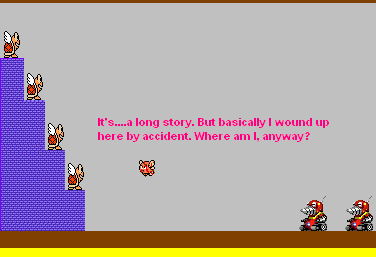 It's....a long story. But basically I wound up
here by accident. Where am I, anyway?